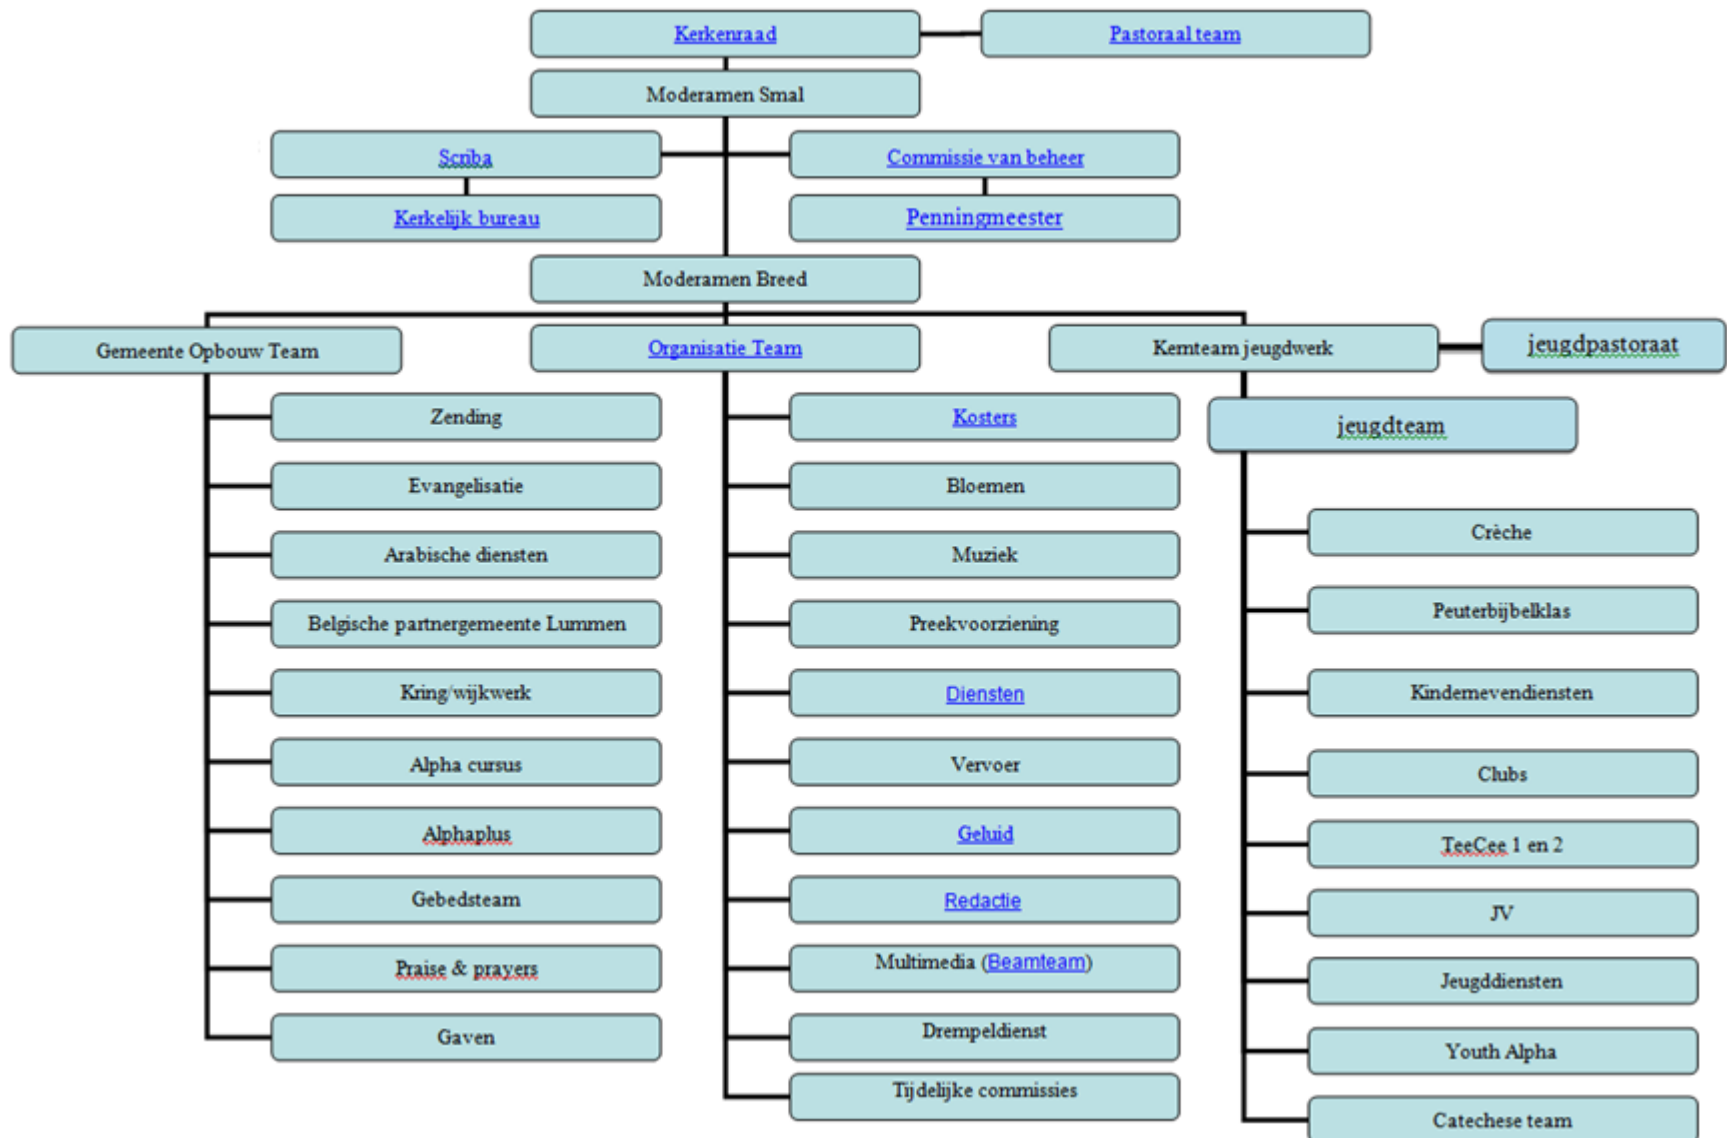 Kerkenraad
Pastoraal team
Moderamen Smal
Scriba
Commissie van beheer
Kerkelijk bureau
Penningmeester
Moderamen Breed
Gemeente Opbouw Team
Organisatie Team
Kernteam jeugdwerk
jeugdpastoraat
Zending
Evangelisatie
Arabische diensten
Belgische partnergemeente Lummen
Kring/wijkwerk
Alpha cursus
Alphaplus
Gebedsteam
Praise & prayers
Gaven
Kosters
Bloemen
Muziek
Preekvoorziening
Diensten
Vervoer
Geluid
Redactie
Multimedia (Beamteam)
Drempeldienst
Tijdelijke commissies
jeugdteam
Crèche
Peuterbijbelklas
Kindernevendiensten
Clubs
TeeCee 1 en 2
JV
Jeugddiensten
Youth Alpha
Catechese team